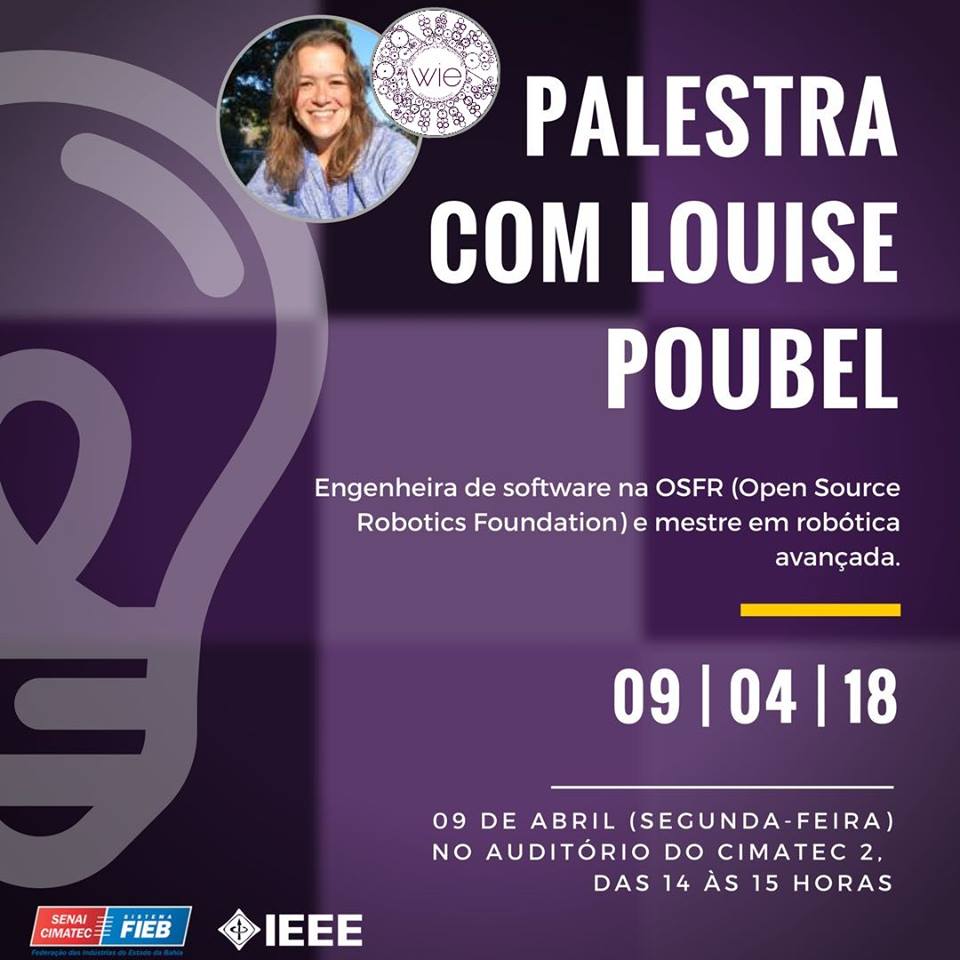 wie
PALESTRA
COM LOUISE
POUBEL
Engenheira de software na OSFR (Open Source
Robotics Foundation) e mestre em robótica
avançada.
09 | 04 | 18
09 DE ABRIL (SEGUNDA-FEIRA)
NO AUDITÓRIO DO CIMATEC 2,
DAS 14 ÀS 15 HORAS
SENAI
CIMATEC
SISTEMA
FIEB
Federação das Indústrias do Estado da Bahia
IEEE